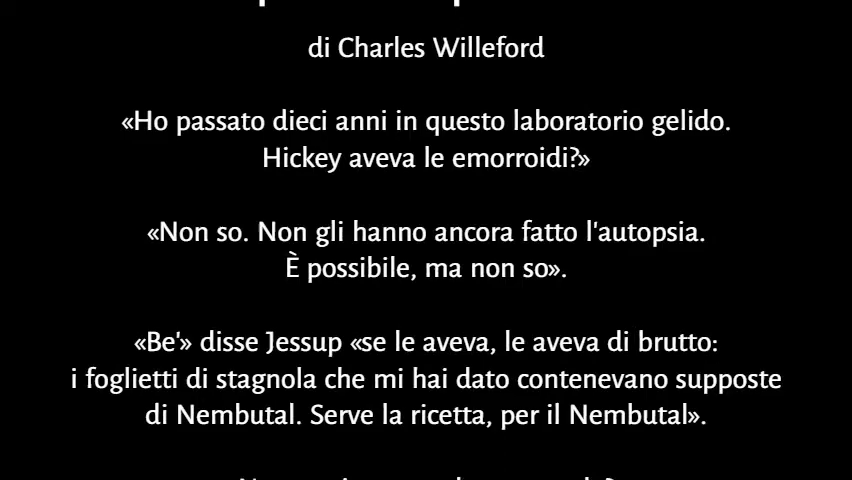 di Charles Willeford
«Ho passato dieci anni in questo laboratorio gelido.
Hickey aveva le emorroidi?»
«Non so. Non gli hanno ancora fatto l'autopsia.
È possibile, ma non so».
«Be'» disse Jessup «se le aveva, le aveva di brutto:
i foglietti di stagnola che mi hai dato contenevano supposte
di Nembutal. Serve la ricetta, per il Nembutal».